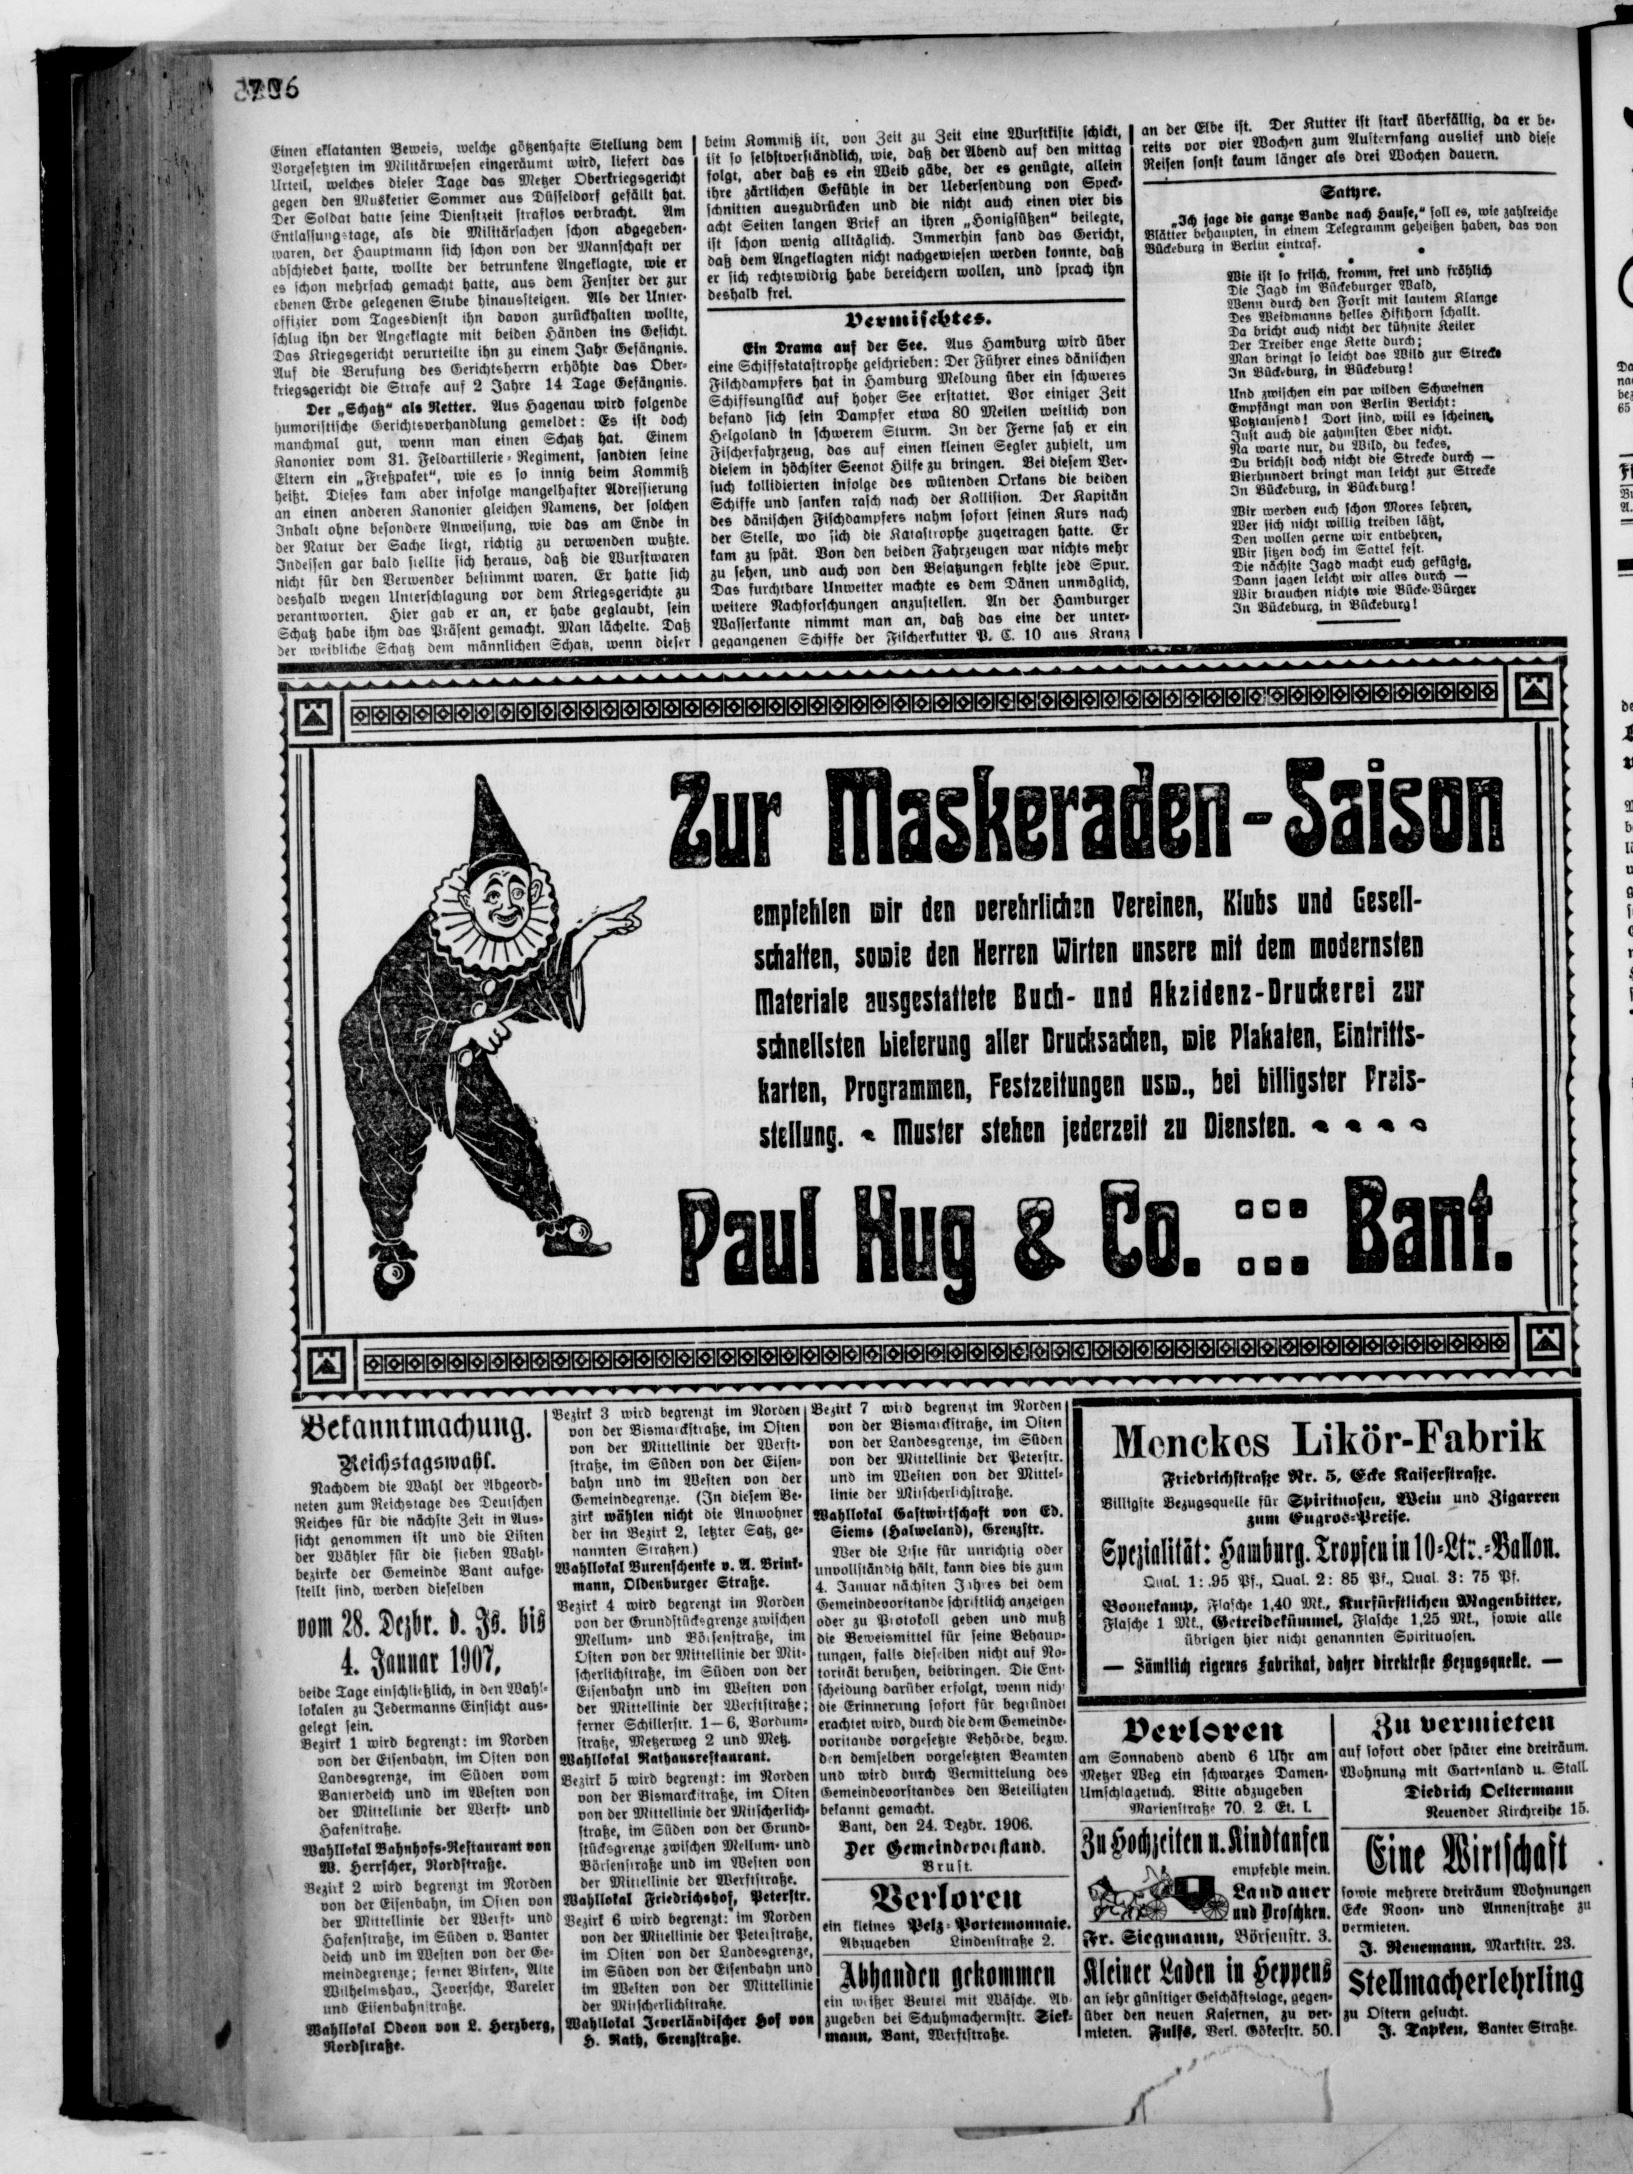 Einen eklatanten Beweis, welche götzenhafte Stellung dem
Vorgesetzten im Militärwesen eingeräumt wird, liefert das
Urteil, welches dieser Tage das Metzer Oberkriegsgericht
gegen den Musketier Sommer aus Düsseldorf gefällt hat.
Der Soldat hatte seine Dienstzeit straflos verbracht. Am
Entlassungstage, als die Militärsachen schon abgegeben
waren, der Hauptmann sich schon von der Mannschaft ver
abschiedet hatte, wollte der betrunkene Angeklagte, wie er
es schon mehrfach gemacht hatte, aus dem Fenster der zur
ebenen Erde gelegenen Stube hinaussteigen. Als der Unter-
offizier vom Tagesdienst ihn davon zurückhalten wollte,
schlug ihn der Angeklagte mit beiden Händen ins Gesicht.
Das Kriegsgericht verurteilte ihn zu einem Jahr Gefängnis.
Auf die Berufung des Gerichtsherrn erhöhte das Ober-
kriegsgericht die Strafe auf 2 Jahre 14 Tage Gefängnis.
Der „Schatz“ als Retter. Aus Hagenau wird folgende
humoristische Gerichtsverhandlung gemeldet: Es ist doch
manchmal gut, wenn man einen Schatz hat. Einem
Kanonier vom 31. Feldartillerie-Regiment, sandten seine
Eltern ein „Freßpaket“, wie es so innig beim Kommiß
heißt. Dieses kam aber infolge mangelhafter Adressierung
an einen anderen Kanonier gleichen Namens, der solchen
Inhalt ohne besondere Anweisung, wie das am Ende in
der Natur der Sache liegt, richtig zu verwenden wußte.
Indessen gar bald stellte sich heraus, daß die Wurstwaren
nicht für den Verwender bestimmt waren. Er hatte sich
deshalb wegen Unterschlagung vor dem Kriegsgerichte zu
verantworten. Hier gab er an, er habe geglaubt, sein
Schatz habe ihm das Präsent gemacht. Man lächelte. Daß
der weibliche Schatz dem männlichen Schatz, wenn dieser
beim Kommiß ist, von Zeit zu Zeit eine Wurstkiste schickt,
ist so selbstverständlich, wie, daß der Abend auf den mittag
folgt, aber daß es ein Weib gäbe, der es genügte, allein
ihre zärtlichen Gefühle in der Uebersendung von Speck-
schnitten auszudrücken und die nicht auch einen vier bis
acht Seiten langen Brief an ihren „Honigsüßen“ beilegte,
ist schon wenig alltäglich. Immerhin fand das Gericht,
daß dem Angeklagten nicht nachgewiesen werden konnte, daß
er sich rechtswidrig habe bereichern wollen, und sprach ihn
deshalb frei.
Vermischtes.
Ein Drama auf der See. Aus Hamburg wird über
eine Schiffskatastrophe geschrieben: Der Führer eines dänischen
Fischdampfers hat in Hamburg Meldung über ein schweres
Schiffsunglück auf hoher See erstattet. Vor einiger Zeit
befand sich sein Dampfer etwa 80 Meilen westlich von
Helgoland in schwerem Sturm. In der Ferne sah er ein
Fischerfahrzeug, das auf einen kleinen Segler zuhielt, um
diesem in höchster Seenot Hilfe zu bringen. Bei diesem Ver-
such kollidierten infolge des wütenden Orkans die beiden
Schiffe und sanken rasch nach der Kollision. Der Kapitän
des dänischen Fischdampfers nahm sofort seinen Kurs nach
der Stelle, wo sich die Katastrophe zugetragen hatte. Er
kam zu spät. Von den beiden Fahrzeugen war nichts mehr
zu sehen, und auch von den Besatzungen fehlte jede Spur.
Das furchtbare Unwetter machte es dem Dänen unmöglich,
weitere Nachforschungen anzustellen. An der Hamburger
Wasserkante nimmt man an, daß das eine der unter-
gegangenen Schiffe der Fischerkutter P. C. 10 aus Kranz
an der Elbe ist. Der Kutter ist stark überfällig, da er be-
reits vor vier Wochen zum Austernfang auslief und diese
Reisen sonst kaum länger als drei Wochen dauern.
Satyre.
„Ich jage die ganze Bande nach Hause,“ soll es, wie zahlreiche
Blätter behaupten, in einem Telegramm geheißen haben, das von
Bückeburg in Berlin eintraf.
Wie ist so frisch, fromm, frei und fröhlich
Die Jagd im Bückeburger Wald,
Wenn durch den Forst mit lautem Klange
Des Weidmanns helles Hifthorn schallt.
Da bricht auch nicht der kühnste Keiler
Der Treiber enge Kette durch;
Man bringt so leicht das Wild zur Strecke
In Bückeburg, in Bückeburg!
Und zwischen ein par wilden Schweinen
Empfängt man von Berlin Bericht:
Potztausend! Dort sind, will es scheinen,
Just auch die zahmsten Eber nicht.
Na warte nur, du Wild, du keckes,
Du brichst doch nicht die Strecke durch —
Vierhundert bringt man leicht zur Strecke
In Bückeburg, in Bückeburg!
Wir werden euch schon Mores lehren,
Wer sich nicht willig treiben läßt,
Den wollen gerne wir entbehren,
Wir sitzen doch im Sattel fest.
Die nächste Jagd macht euch gefügig,
Dann jagen leicht wir alles durch —
Wir brauchen nichts wie Bücke-Bürger
In Bückeburg, in Bückeburg!
Zur Maskeraden-Saison
empfehlen wir den verehrlichen Vereinen, Klubs und Gesell-
schaften, sowie den Herren Wirten unsere mit dem modernsten
Materiale ausgestattete Buch- und Akzidenz-Druckerei zur
schnellsten Lieferung aller Drucksachen, wie Plakaten, Eintritts-
karten, Programmen, Festzeitungen usw., bei billigster Preis-
stellung. Muster stehen jederzeit zu Diensten.
Paul Hug & Co. ::: Bant.
Bekanntmachung.
Reichstagswahl.
Nachdem die Wahl der Abgeord-
neten zum Reichstage des Deutschen
Reiches für die nächste Zeit in Aus-
sicht genommen ist und die Listen
der Wähler für die sieben Wahl-
bezirke der Gemeinde Bant aufge-
stellt sind, werden dieselben
vom 28. Dezbr. d. Js. bis
4. Januar 1907,
beide Tage einschließlich, in den Wahl-
lokalen zu Jedermanns Einsicht aus-
gelegt sein.
Bezirk 1 wird begrenzt: im Norden
von der Eisenbahn, im Osten von
Landesgrenze, im Süden vom
Banterdeich und im Westen von
der Mittellinie der Werft- und
Hafenstraße.
Wahllokal Bahnhofs-Restaurant von
W. Herrscher, Nordstraße.
Bezirk 2 wird begrenzt im Norden
von der Eisenbahn, im Osten von
der Mittellinie der Werft- und
Hafenstraße, im Süden v. Banter
deich und im Westen von der Ge-
meindegrenze; ferner Birken-, Alte
Wilhelmshav., Jeversche, Vareler
und Eisenbahnstraße.
Wahllokal Odeon von L. Herzberg,
Nordstraße.
Bezirk 3 wird begrenzt im Norden
von der Bismarckstraße, im Osten
von der Mittellinie der Werft-
straße, im Süden von der Eisen-
bahn und im Westen von der
Gemeindegrenze. (In diesem Be-
zirk wählen nicht die Anwohner
der im Bezirk 2, letzter Satz, ge-
nannten Straßen.)
Wahllokal Burenschenke v. A. Brink-
mann, Oldenburger Straße.
Bezirk 4 wird begrenzt im Norden
von der Grundstücksgrenze zwischen
Mellum- und Börsenstraße, im
Osten von der Mittellinie der Mit-
scherlichstraße, im Süden von der
Eisenbahn und im Westen von
der Mittellinie der Werftstraße;
ferner Schillerstr. 1—6, Bordum-
straße, Metzerweg 2 und Metz.
Wahllokal Rathausrestaurant.
Bezirk 5 wird begrenzt: im Norden
von der Bismarckstraße, im Osten
von der Mittellinie der Mitscherlich-
straße, im Süden von der Grund-
stücksgrenze zwischen Mellum- und
Börsenstraße und im Westen von
der Mittellinie der Werftstraße.
Wahllokal Friedrichshof, Peterstr.
Bezirk 6 wird begrenzt: im Norden
von der Mittellinie der Peterstraße,
im Osten von der Landesgrenze,
im Süden von der Eisenbahn und
im Westen von der Mittellinie
der Mitscherlichstraße.
Wahllokal Jeverländischer Hof von
H. Rath, Grenzstraße.
Bezirk 7 wird begrenzt im Norden
von der Bismarckstraße, im Osten
von der Landesgrenze, im Süden
von der Mittellinie der Peterstr.
und im Westen von der Mittel-
linie der Mitscherlichstraße.
Wahllokal Gastwirtschaft von Ed.
Siems (Halweland), Grenzstr.
Wer die Liste für unrichtig oder
unvollständig hält, kann dies bis zum
4. Januar nächsten Jahres bei dem
Gemeindevorstande schriftlich anzeigen
oder zu Protokoll geben und muß
die Beweismittel für seine Behaup-
tungen, falls dieselben nicht auf No-
torität beruhen, beibringen. Die Ent-
scheidung darüber erfolgt, wenn nicht
die Erinnerung sofort für begründet
erachtet wird, durch die dem Gemeinde-
vorstande vorgesetzte Behörde, bezw.
den demselben vorgesetzten Beamten
und wird durch Vermittelung des
Gemeindevorstandes den Beteiligten
bekannt gemacht.
Bant, den 24. Dezbr. 1906.
Der Gemeindevorstand.
Brust.
Verloren
ein kleines Pelz-Portemonnaie.
Abzugeben Lindenstraße 2.
Abhanden gekommen
ein weißer Beutel mit Wäsche. Ab-
zugeben bei Schuhmachermstr. Siek-
mann, Bant, Werftstraße.
Menckes Likör-Fabrik
Friedrichstraße Nr. 5, Ecke Kaiserstraße.
Billigste Bezugsquelle für Spirituosen, Wein und Zigarren
zum Engros-Preise.
Spezialität: Hamburg. Tropfen in 10-Ltr.-Ballon.
Qual. 1: .95 Pf., Qual. 2: 85 Pf., Qual. 3: 75 Pf.
Boonekamp, Flasche 1,40 Mk., Kurfürstlichen Magenbitter,
Flasche 1 Mk., Getreidekümmel, Flasche 1,25 Mk., sowie alle
übrigen hier nicht genannten Spirituosen.
— Sämtlich eigenes Fabrikat, daher direkteste Bezugsquelle. —
Verloren
am Sonnabend abend 6 Uhr am
Metzer Weg ein schwarzes Damen-
Umschlagetuch. Bitte abzugeben
Marienstraße 70. 2 Et. l.
Zu Hochzeiten u. Kindtaufen
empfehle mein.
Landauer
und Droschken.
Fr. Siegmann, Börsenstr. 3.
Kleiner Laden in Heppens
an sehr günstiger Geschäftslage, gegen-
über den neuen Kasernen, zu ver-
mieten. Fulfs, Verl. Gökerstr. 50.
Zu vermieten
auf sofort oder später eine dreiräum.
Wohnung mit Gartenland u. Stall.
Diedrich Oeltermann
Neuender Kirchreihe 15.
Eine Wirtschaft
sowie mehrere dreiräum Wohnungen
Ecke Roon- und Annenstraße zu
vermieten.
J. Renemann, Marktstr. 23.
Stellmacherlehrling
zu Ostern gesucht.
J. Tapken, Banter Straße.